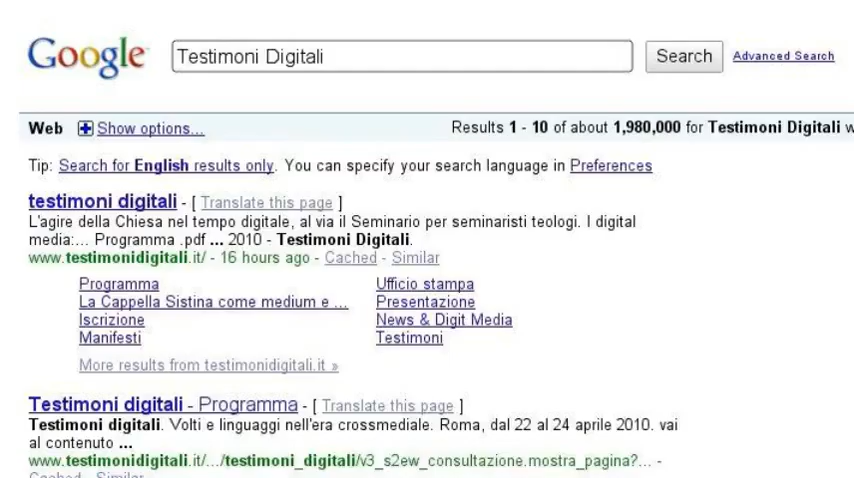 Google Testimoni Digitali Search Advanced Search
Web Show options... Results 1 - 10 of about 1,980,000 for Testimoni Digitali
Tip: Search for English results only. You can specify your search language in Preferences
testimoni digitali - [ Translate this page ]
L'agire della Chiesa nel tempo digitale, al via il Seminario per seminaristi teologi. I digital
media:... Programma .pdf ... 2010 - Testimoni Digitali.
www.testimonidigitali.it/ - 16 hours ago - Cached - Similar
Programma Ufficio stampa
La Cappella Sistina come medium e ... Presentazione
Iscrizione News & Digit Media
Manifesti Testimoni
More results from testimonidigitali.it »
Testimoni digitali - Programma - [ Translate this page ]
Testimoni digitali. Volti e linguaggi nell'era crossmediale. Roma, dal 22 al 24 aprile 2010. vai
al contenuto ...
www.testimonidigitali.it/.../testimoni_digitali/v3_s2ew_consultazione.mostra_pagina?... -
Cached - Similar